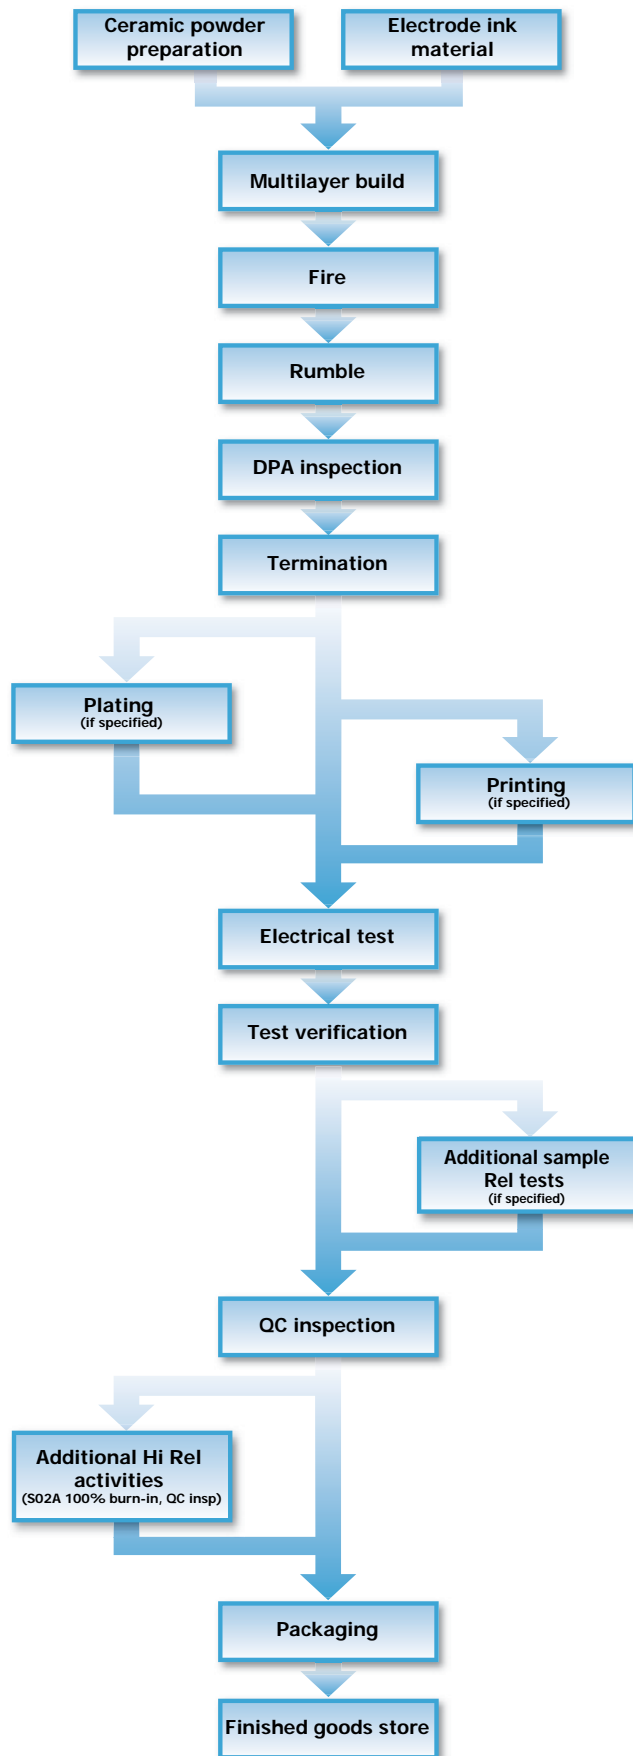 Ceramic powder
preparation
Electrode ink
material
Multilayer build
Fire
Rumble
DPA inspection
Termination
Plating
(if specified)
Printing
(if specified)
Electrical test
Test verification
Additional sample
Rel tests
(if specified)
QC inspection
Additional Hi Rel
activities
(S02A 100% burn-in, QC insp)
Packaging
Finished goods store